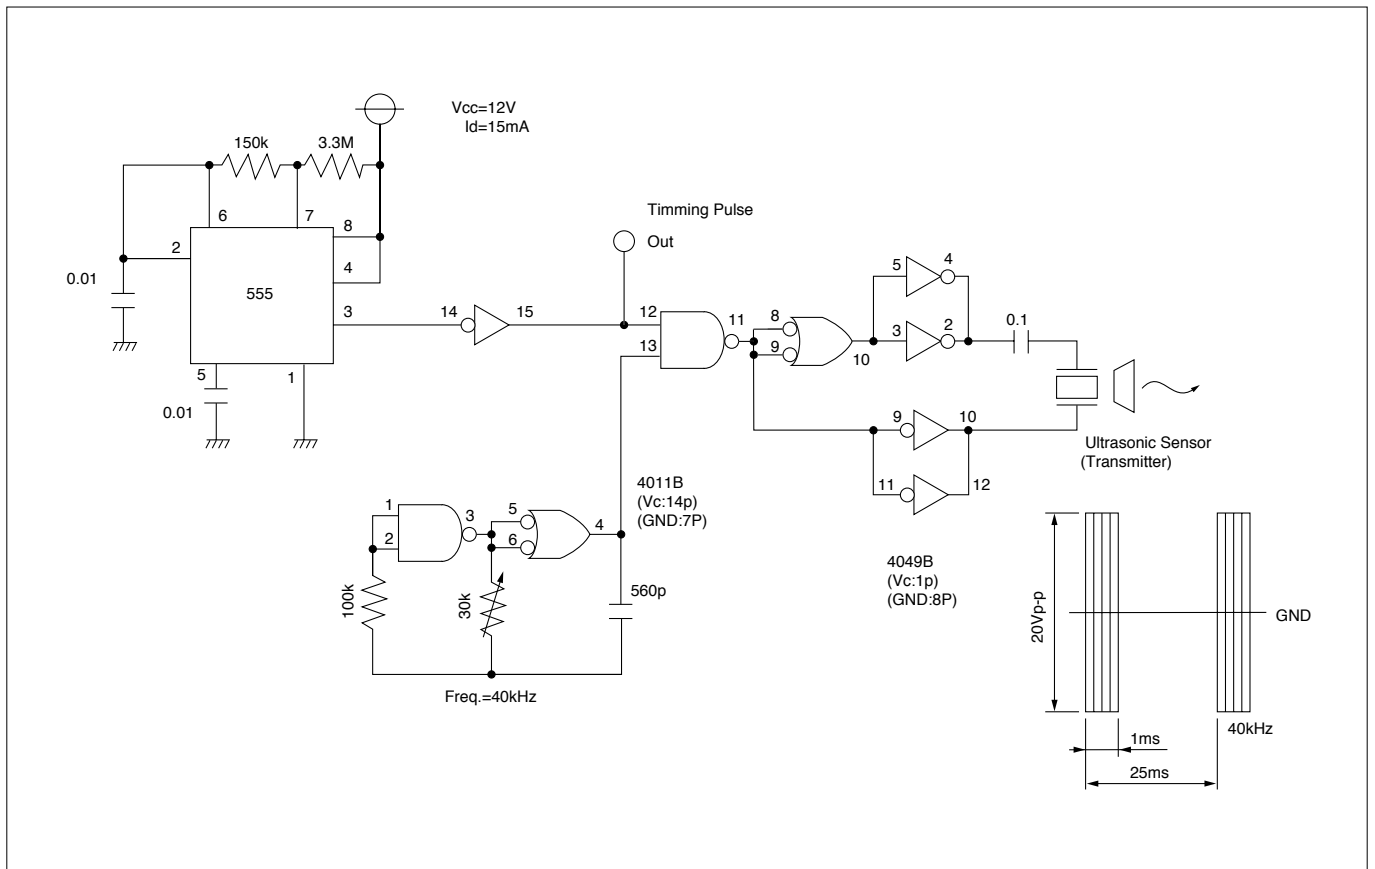 Vcc=12V
Id=15mA
150k
3.3M
6
7
8
2
4
0.01
555
3
5
1
0.01
14
15
Timming Pulse
Out
12
13
11
8
9
10
5
4
3
2
0.1
9
10
11
12
Ultrasonic Sensor
(Transmitter)
4011B
(Vc:14p)
(GND:7P)
1
2
3
5
6
4
100k
30k
560p
Freq.=40kHz
4049B
(Vc:1p)
(GND:8P)
20Vp-p
GND
40kHz
1ms
25ms